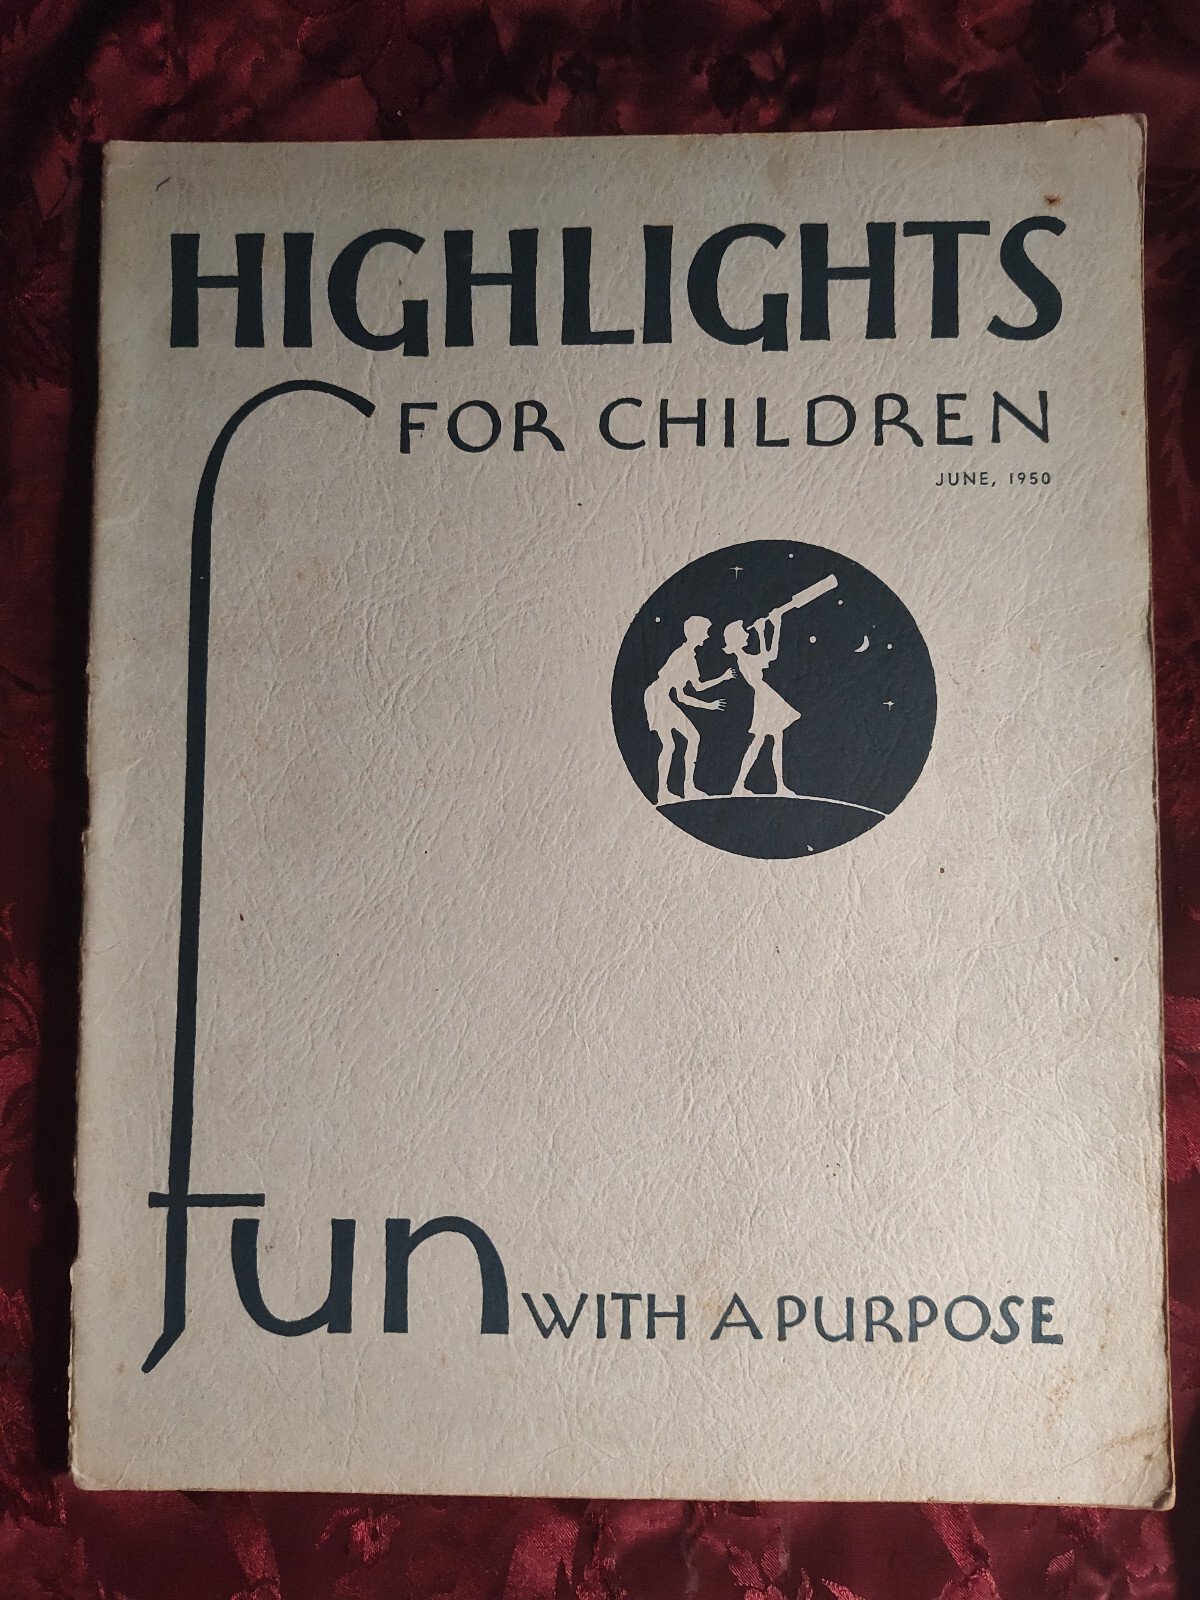 HIGHLIGHTS
FOR CHILDREN
JUNE, 1950
fun WITH A PURPOSE